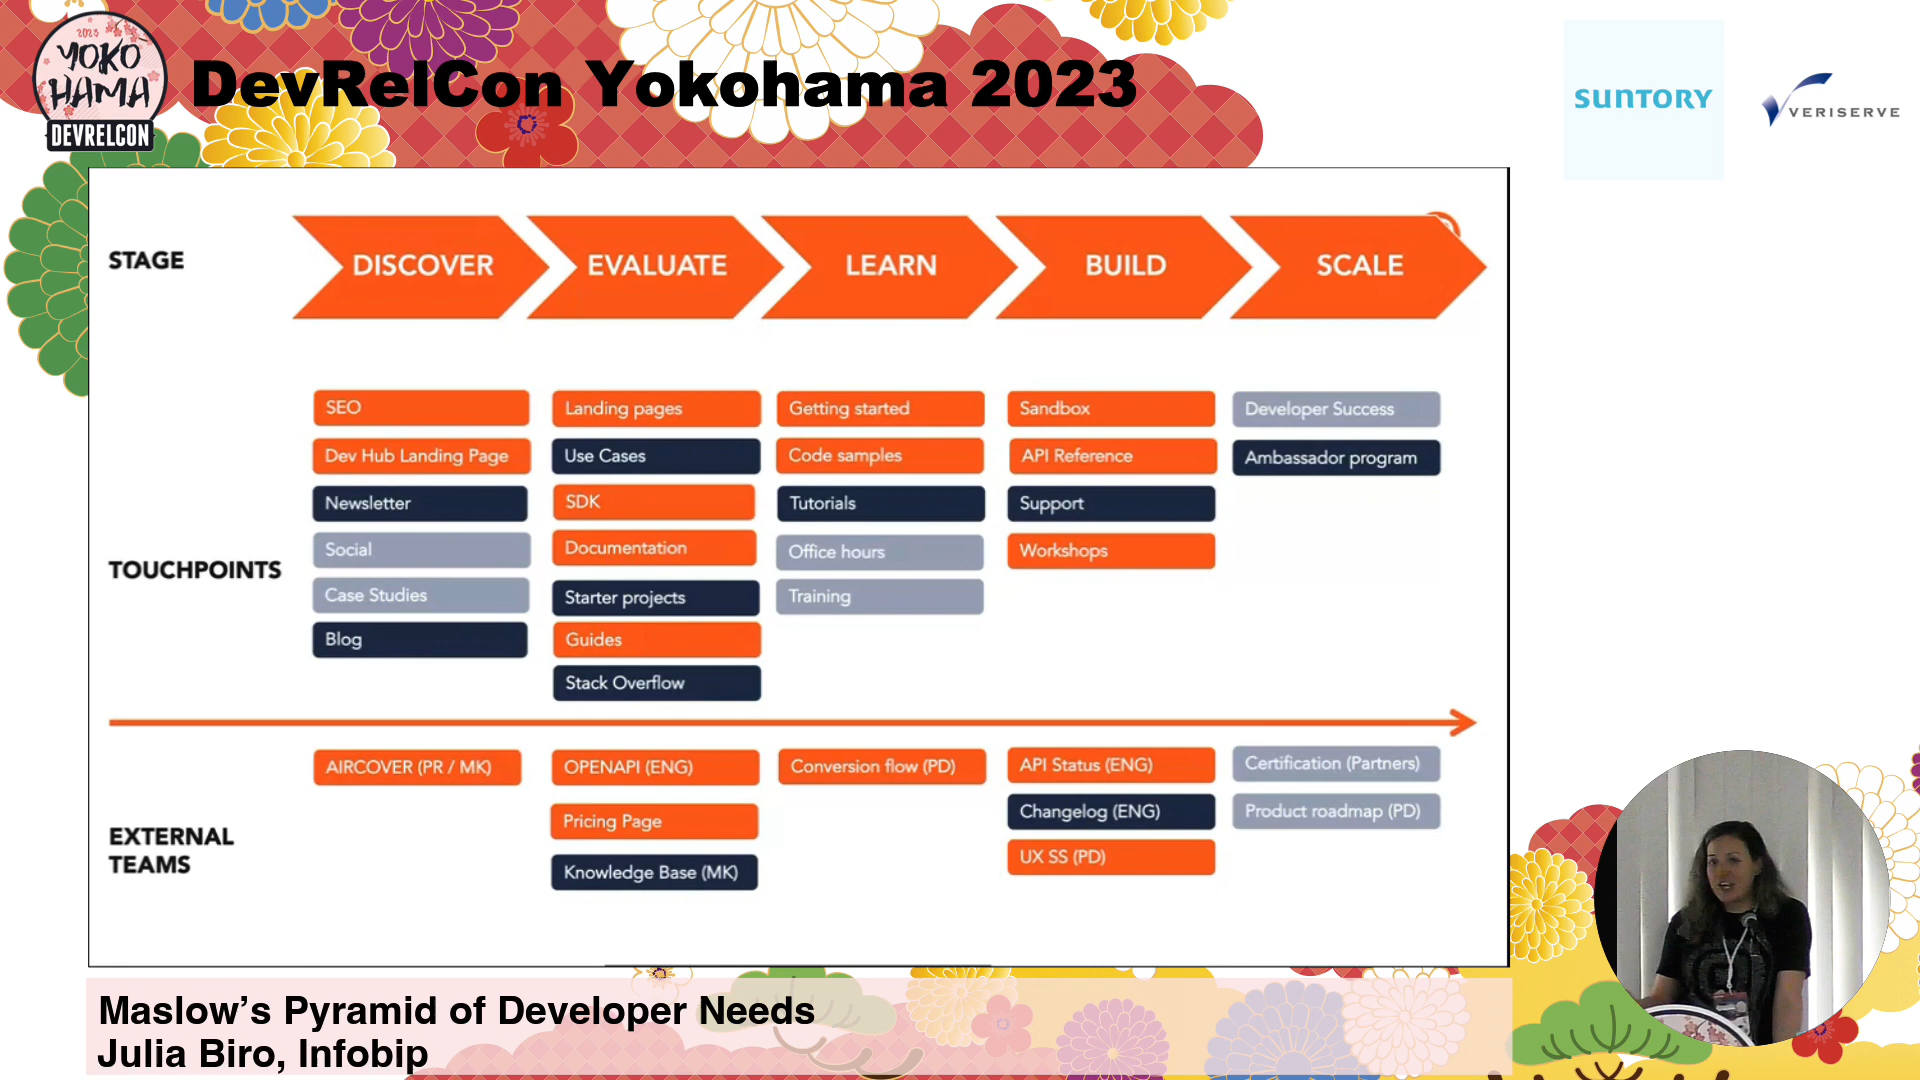 2023
YOKO
HAMA
DEVRELCON
DevRelCon Yokohama 2023
SUNTORY
VERISERVE
STAGE
DISCOVER
EVALUATE
LEARN
BUILD
SCALE
TOUCHPOINTS
SEO
Dev Hub Landing Page
Newsletter
Social
Case Studies
Blog
Landing pages
Use Cases
SDK
Documentation
Starter projects
Guides
Stack Overflow
Getting started
Code samples
Tutorials
Office hours
Training
Sandbox
API Reference
Support
Workshops
Developer Success
Ambassador program
EXTERNAL
TEAMS
AIRCOVER (PR / MK)
OPENAPI (ENG)
Pricing Page
Knowledge Base (MK)
Conversion flow (PD)
API Status (ENG)
Changelog (ENG)
UX SS (PD)
Certification (Partners)
Product roadmap (PD)
Maslow’s Pyramid of Developer Needs
Julia Biro, Infobip